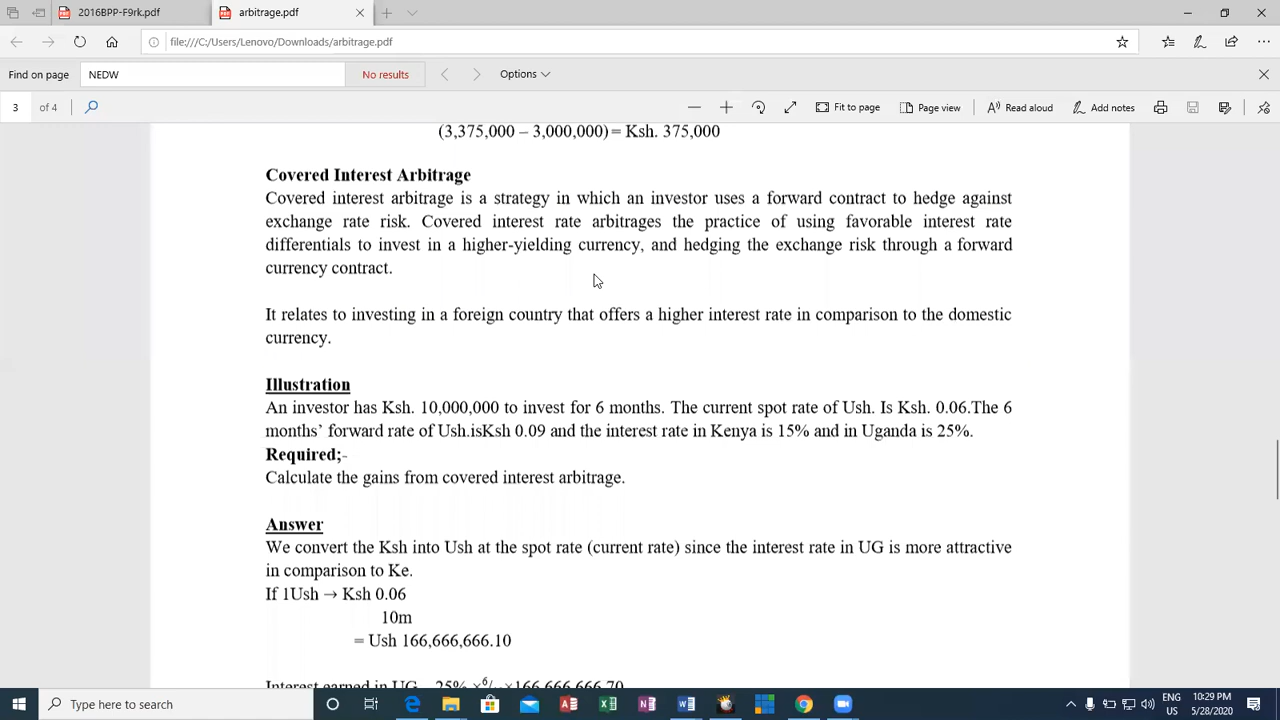 2016BPP-F9rk.pdf
arbitrage.pdf
file:///C:/Users/Lenovo/Downloads/arbitrage.pdf
Find on page
NEDW
No results
Options
3
of 4
Fit to page
Page view
Read aloud
Add notes
(3,375,000 – 3,000,000) = Ksh. 375,000
Covered Interest Arbitrage
Covered interest arbitrage is a strategy in which an investor uses a forward contract to hedge against
exchange rate risk. Covered interest rate arbitrages the practice of using favorable interest rate
differentials to invest in a higher-yielding currency, and hedging the exchange risk through a forward
currency contract.
It relates to investing in a foreign country that offers a higher interest rate in comparison to the domestic
currency.
Illustration
An investor has Ksh. 10,000,000 to invest for 6 months. The current spot rate of Ush. Is Ksh. 0.06.The 6
months’ forward rate of Ush.isKsh 0.09 and the interest rate in Kenya is 15% and in Uganda is 25%.
Required;-
Calculate the gains from covered interest arbitrage.
Answer
We convert the Ksh into Ush at the spot rate (current rate) since the interest rate in UG is more attractive
in comparison to Ke.
If 1Ush → Ksh 0.06
10m
= Ush 166,666,666.10
Interest earned in UG 25% ×6/ ×166,666,666.70
Type here to search
ENG
US
10:29 PM
5/28/2020